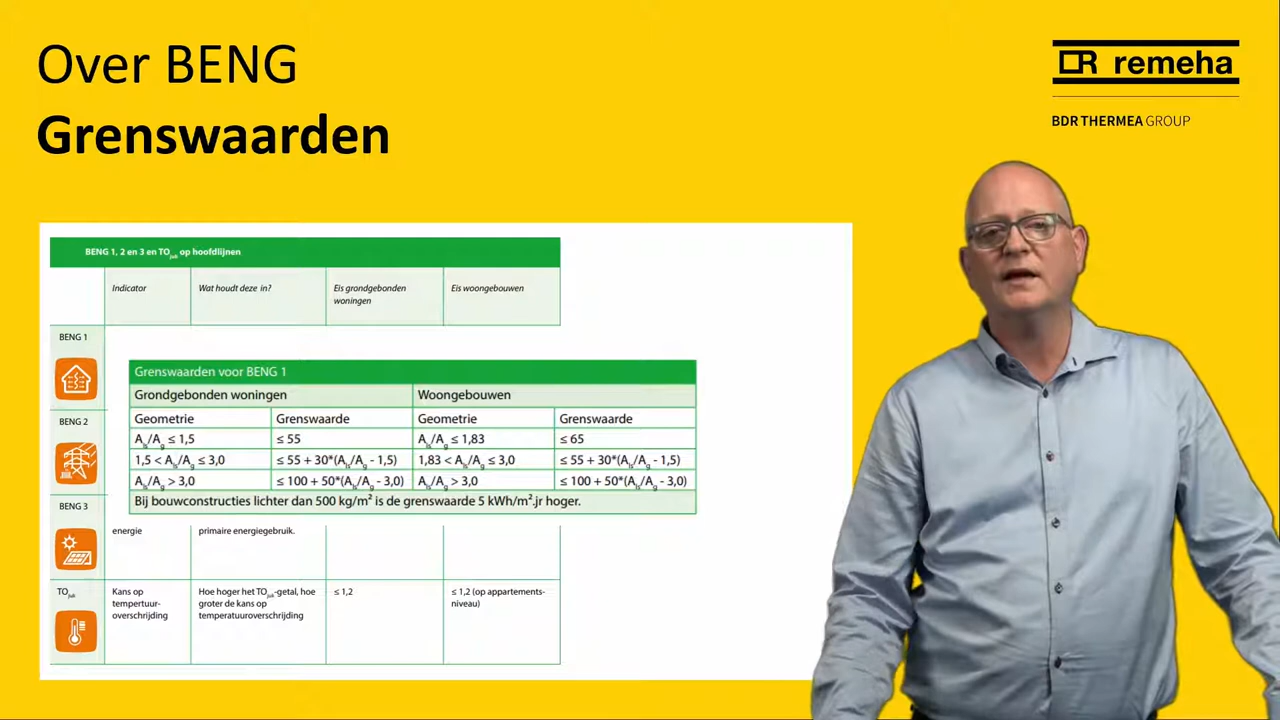 Over BENG
Grenswaarden
remeha
BDR THERMEA GROUP
BENG 1, 2 en 3 en TOjuli op hoofdlijnen
Indicator
Wat houdt deze in?
Eis grondgebonden
woningen
Eis woongebouwen
BENG 1
Grenswaarden voor BENG 1
Grondgebonden woningen
Woongebouwen
Geometrie
Grenswaarde
Geometrie
Grenswaarde
Als/Ag ≤ 1,5
≤ 55
Als/Ag ≤ 1,83
≤ 65
1,5 < Als/Ag ≤ 3,0
≤ 55 + 30*(Als/Ag - 1,5)
1,83 < Als/Ag ≤ 3,0
≤ 55 + 30*(Als/Ag - 1,5)
Als/Ag > 3,0
≤ 100 + 50*(Als/Ag - 3,0)
Als/Ag > 3,0
≤ 100 + 50*(Als/Ag - 3,0)
Bij bouwconstructies lichter dan 500 kg/m² is de grenswaarde 5 kWh/m².jr hoger.
BENG 2
BENG 3
energie
primaire energiegebruik.
TOjuli
Kans op
tempertuur-
overschrijding
Hoe hoger het TOjuli-getal, hoe
groter de kans op
temperatuuroverschrijding
≤ 1,2
≤ 1,2 (op appartements-
niveau)